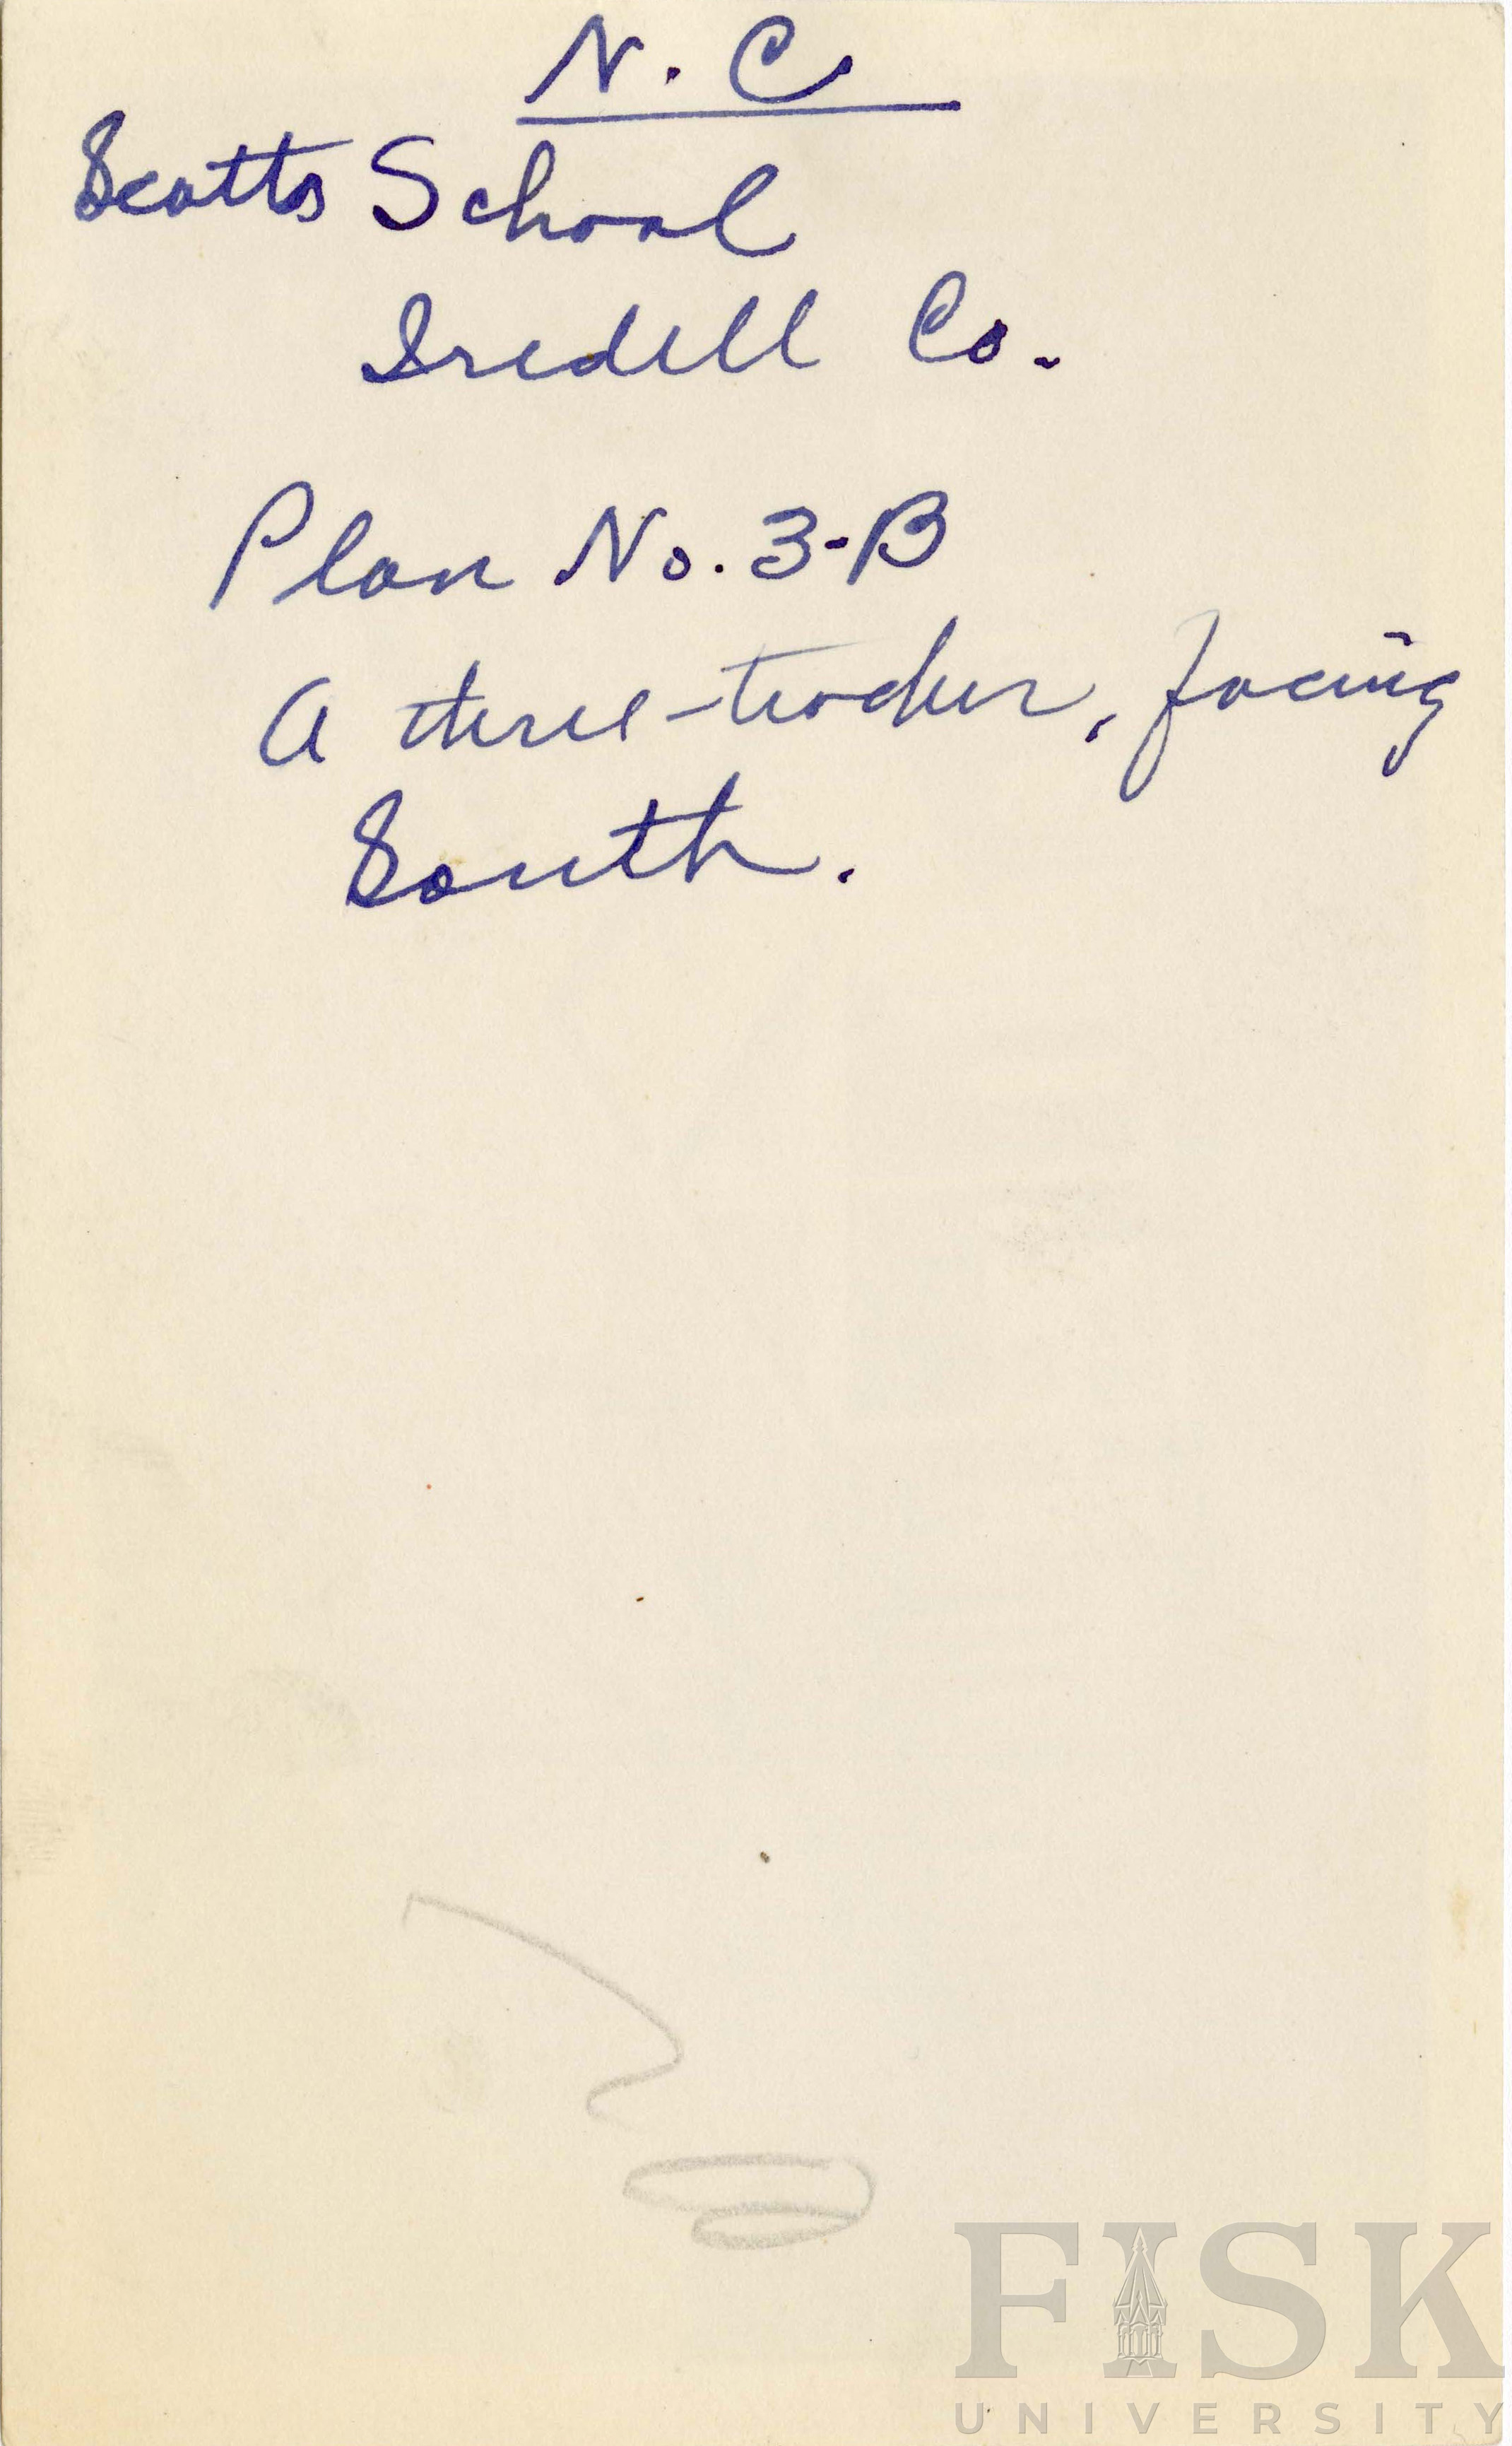 N. C
Scotts School
Iredell Co.
Plan No. 3-B
A three-teacher, facing
South.
FISK
UNIVERSITY